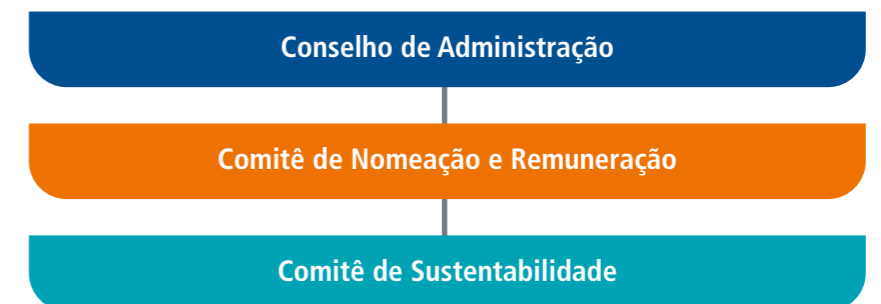 Conselho de Administração
Comitê de Nomeação e Remuneração
Comitê de Sustentabilidade